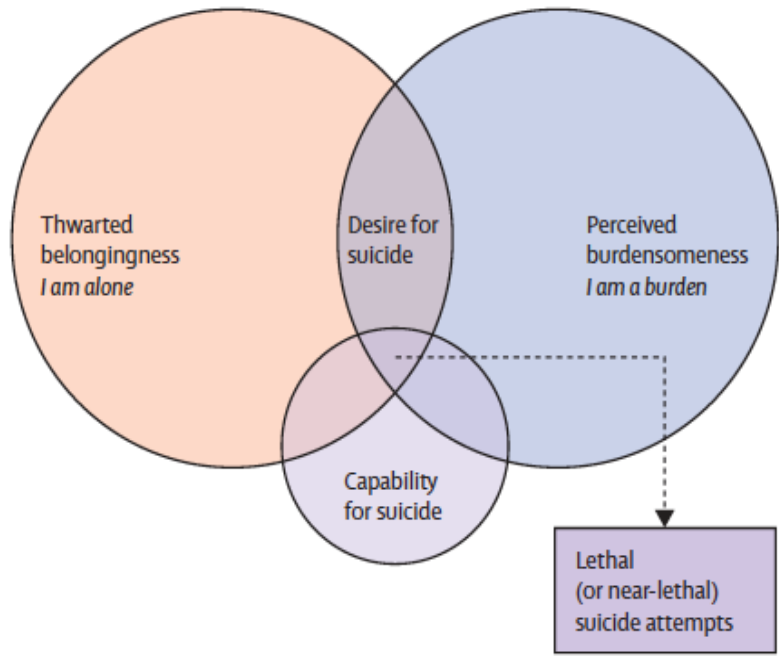 Thwarted
belongingness
I am alone
Desire for
suicide
Perceived
burdensomeness
I am a burden
Capability
for suicide
Lethal
(or near-lethal)
suicide attempts